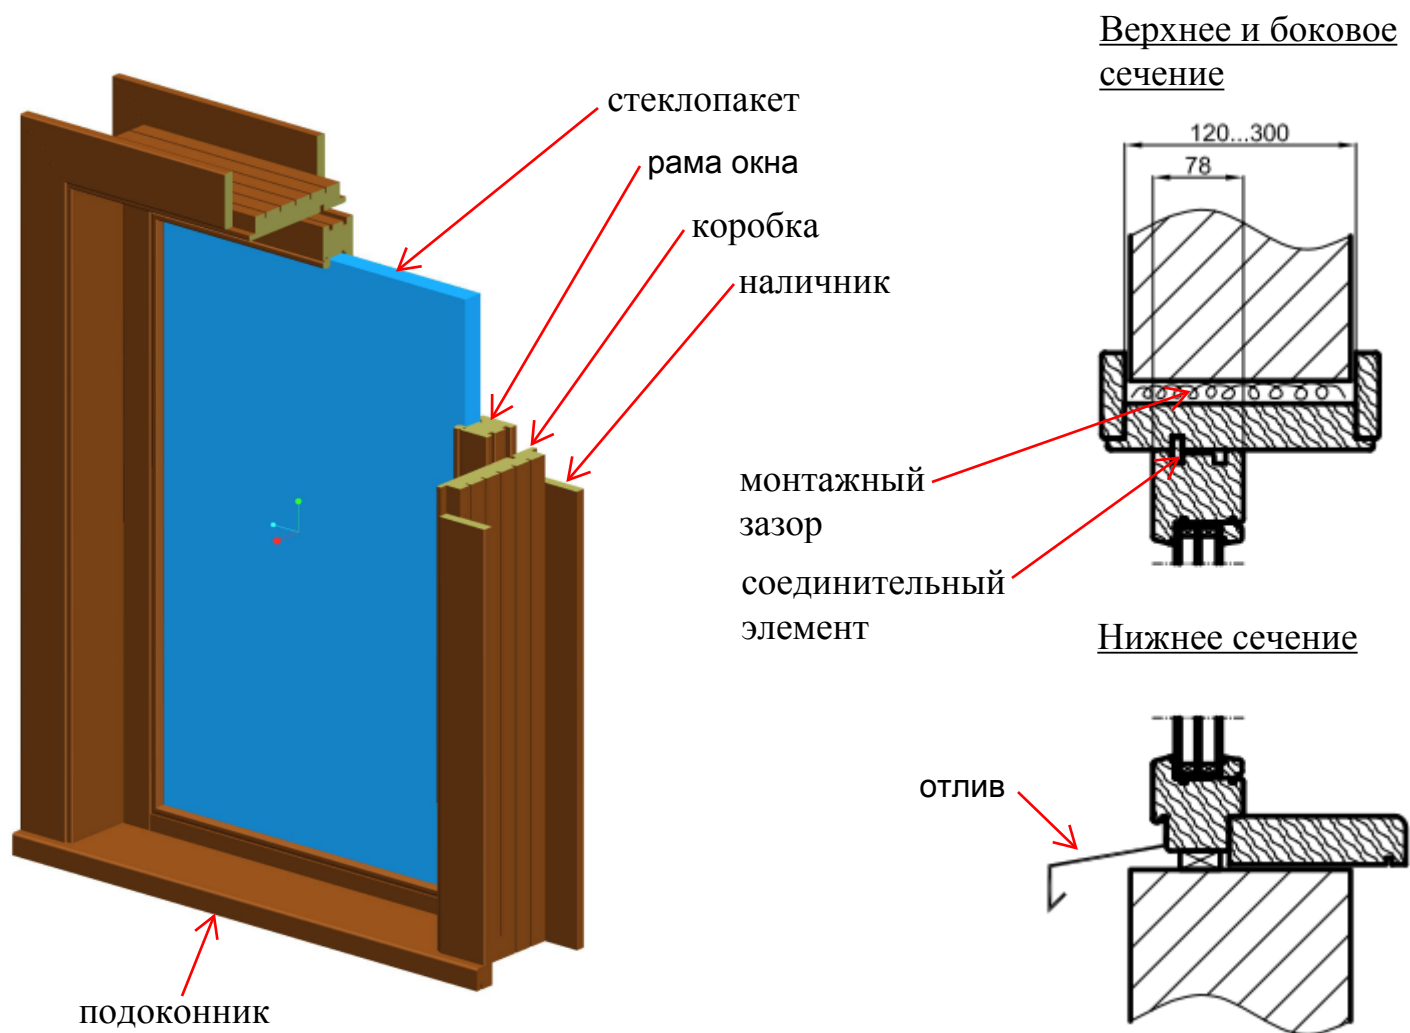 Верхнее и боковое
сечение
120...300
78
стеклопакет
рама окна
коробка
наличник
монтажный
зазор
соединительный
элемент
Нижнее сечение
отлив
подоконник